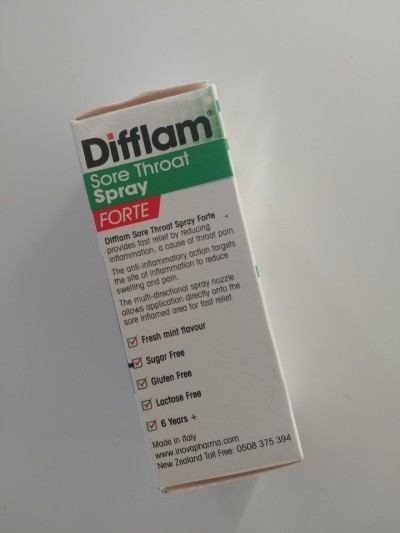 Difflam®
Sore Throat
Spray
FORTE
Difflam Sore Throat Spray Forte
provides fast relief by reducing
inflammation, a cause of throat pain.
The anti-inflammatory action targets
the site of inflammation to reduce
swelling and pain.
The multi-directional spray nozzle
allows application directly onto the
sore inflamed area for fast relief.
Fresh mint flavour
Sugar Free
Gluten Free
Lactose Free
6 Years +
Made in Italy
www.inovapharma.com
New Zealand Toll Free: 0508 375 394